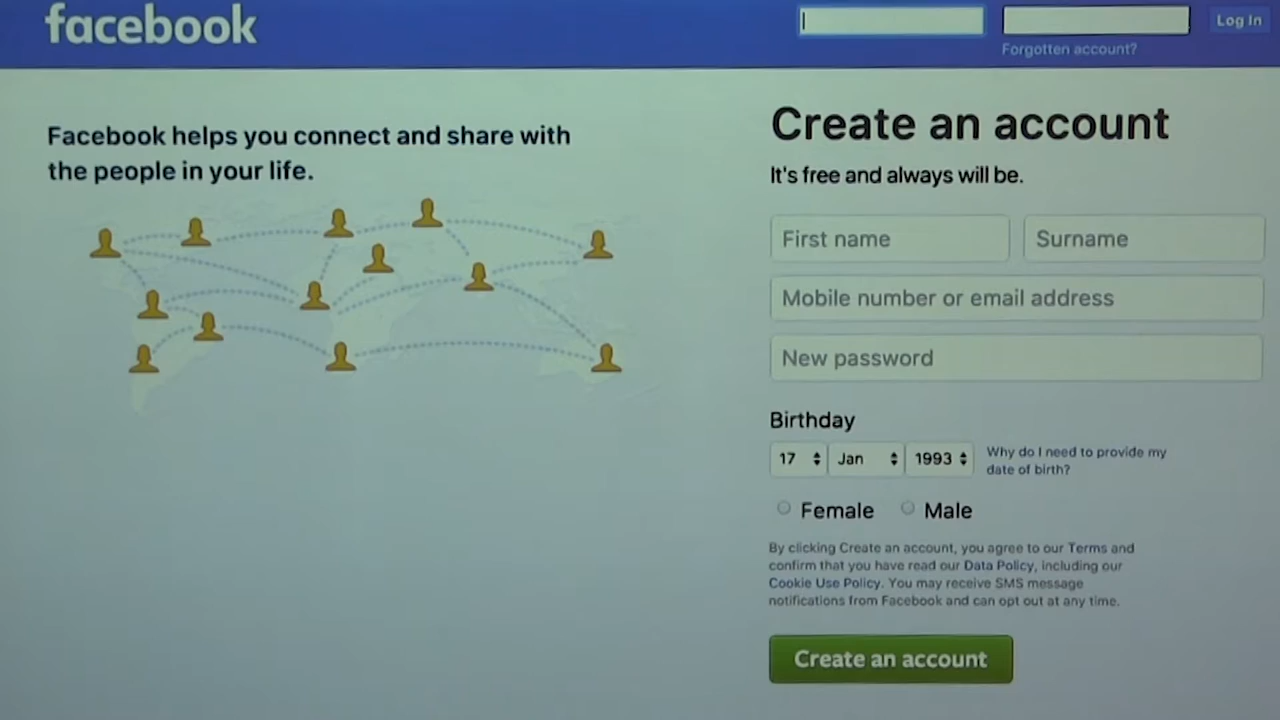 facebook
Log In
Forgotten account?
Facebook helps you connect and share with
the people in your life.
Create an account
It's free and always will be.
First name
Surname
Mobile number or email address
New password
Birthday
17 Jan 1993
Why do I need to provide my
date of birth?
Female Male
By clicking Create an account, you agree to our Terms and
confirm that you have read our Data Policy, including our
Cookie Use Policy. You may receive SMS message
notifications from Facebook and can opt out at any time.
Create an account